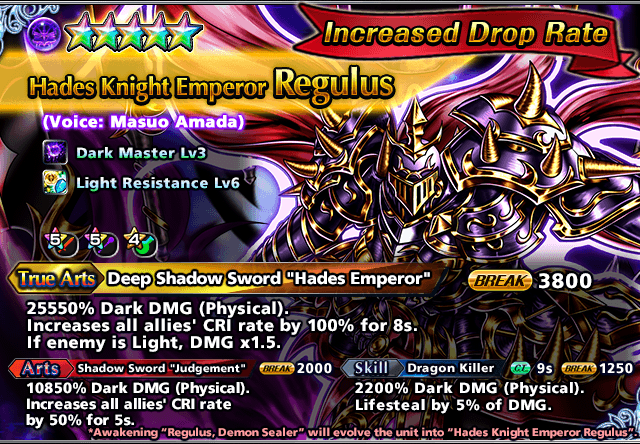 Increased Drop Rate
Hades Knight Emperor Regulus
(Voice: Masuo Amada)
Dark Master Lv3
Light Resistance Lv6
5 5 4
True Arts Deep Shadow Sword "Hades Emperor" BREAK 3800
25550% Dark DMG (Physical).
Increases all allies' CRI rate by 100% for 8s.
If enemy is Light, DMG x1.5.
Arts Shadow Sword "Judgement" BREAK 2000
10850% Dark DMG (Physical).
Increases all allies' CRI rate
by 50% for 5s.
Skill Dragon Killer CT 9s BREAK 1250
2200% Dark DMG (Physical).
Lifesteal by 5% of DMG.
*Awakening "Regulus, Demon Sealer" will evolve the unit into "Hades Knight Emperor Regulus".